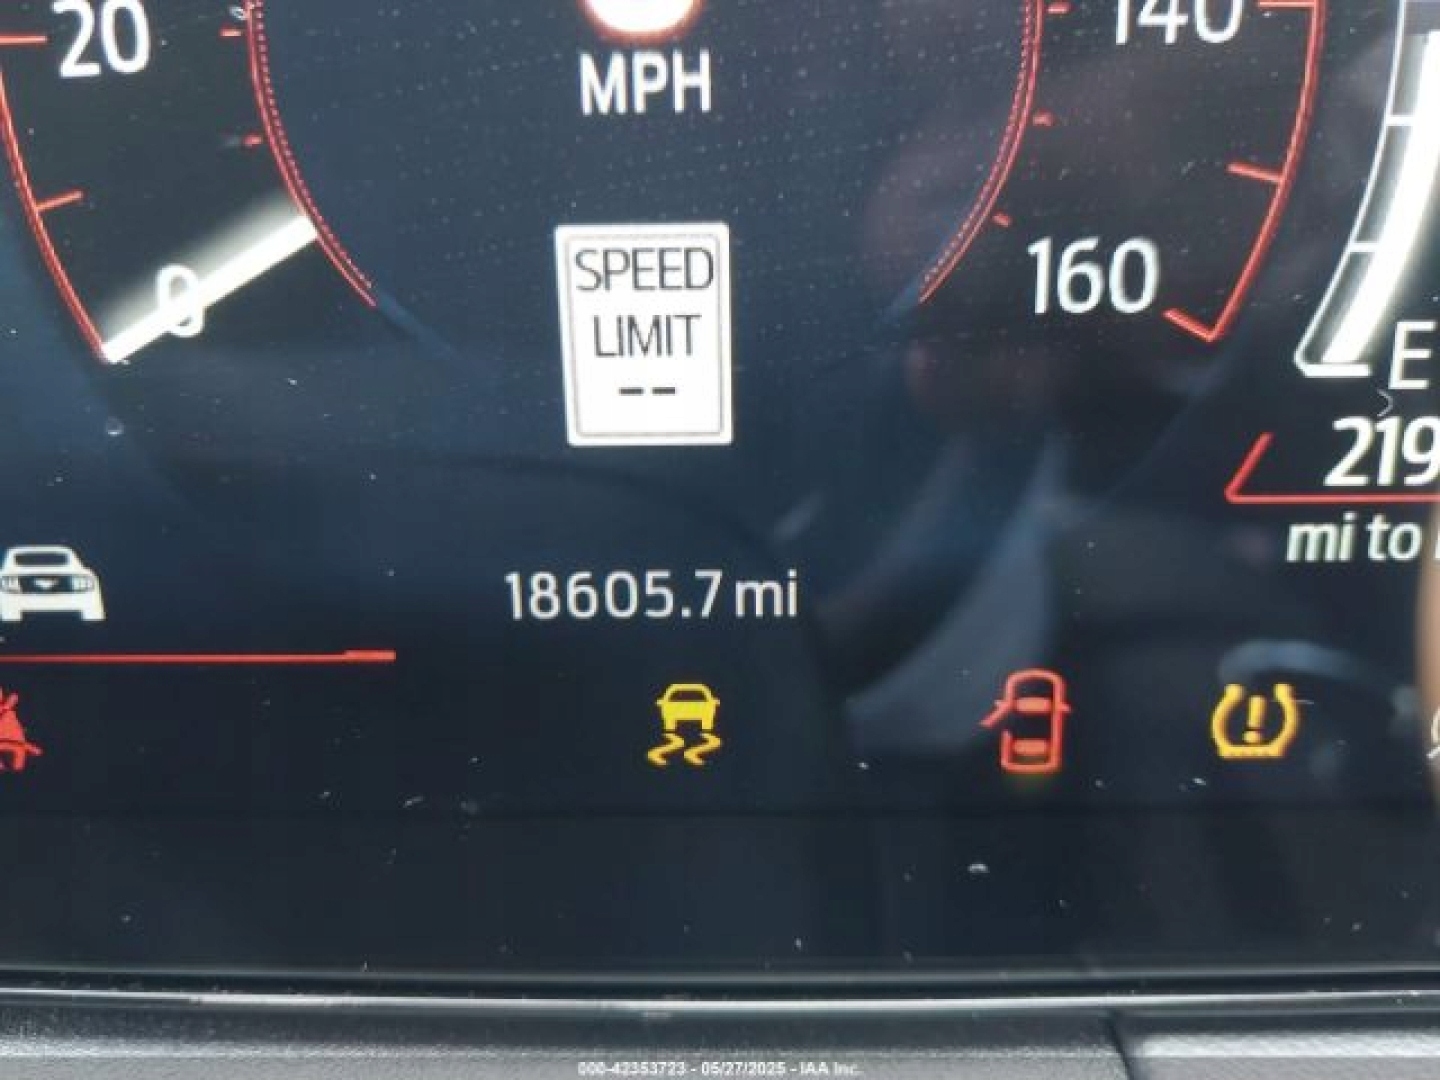 20
MPH
140
0
160
SPEED
LIMIT
--
E
219
mi to
18605.7 mi
000-42353723 - 05/27/2025 - IAA Inc.